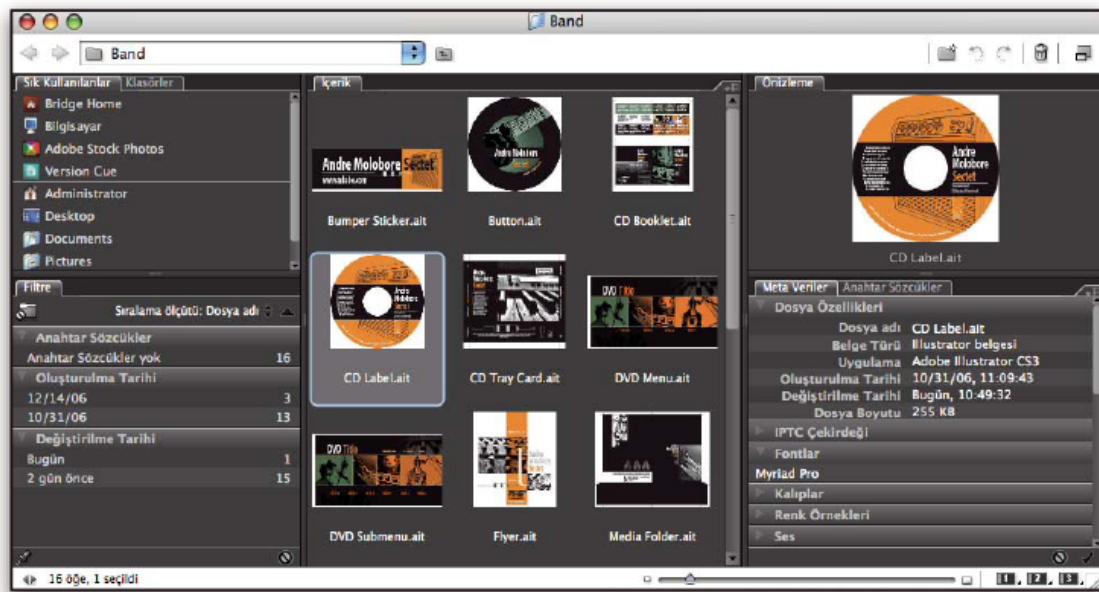 Band
Band
Sık Kullanılanlar Klasörler
Bridge Home
Bilgisayar
Adobe Stock Photos
Version Cue
Administrator
Desktop
Documents
Pictures
Filtre
Sıralama ölçütü: Dosya adı
Anahtar Sözcükler
Anahtar Sözcükler yok 16
Oluşturulma Tarihi
12/14/06 3
10/31/06 13
Değiştirilme Tarihi
Bugün 1
2 gün önce 15
İçerik
Andre Molobore Sectet
Andre Molobore
Bumper Sticker.ait Button.ait CD Booklet.ait
Andre
Molobore
Sectet
DVD Title
CD Label.ait CD Tray Card.ait DVD Menu.ait
DVD Title
DVD Submenu.ait Flyer.ait Media Folder.ait
Önizleme
Andre
Molobore
Sectet
CD Label.ait
Meta Veriler Anahtar Sözcükler
Dosya Özellikleri
Dosya adı CD Label.ait
Belge Türü Illustrator belgesi
Uygulama Adobe Illustrator CS3
Oluşturulma Tarihi 10/31/06, 11:09:43
Değiştirilme Tarihi Bugün, 10:49:32
Dosya Boyutu 255 KB
IPTC Çekirdeği
Fontlar
Myriad Pro
Kalıplar
Renk Örnekleri
Ses
16 öğe, 1 seçildi
1 2 3